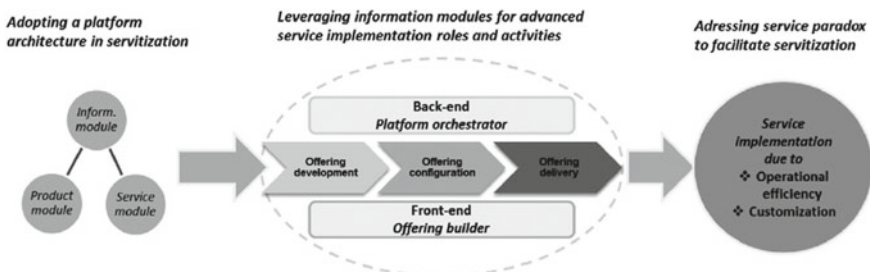 Adopting a platform
architecture in servitization
Inform.
module
Product
module
Service
module
Leveraging information modules for advanced
service implementation roles and activities
Back-end
Platform orchestrator
Offering
development
Offering
configuration
Offering
delivery
Front-end
Offering builder
Adressing service paradox
to facilitate servitization
Service
implementation
due to
❖ Operational
efficiency
❖ Customization